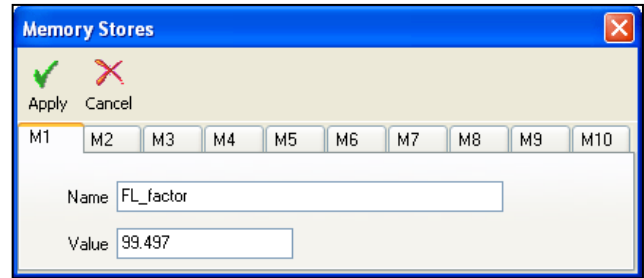 Memory Stores
Apply Cancel
M1 M2 M3 M4 M5 M6 M7 M8 M9 M10
Name FL_factor
Value 99.497